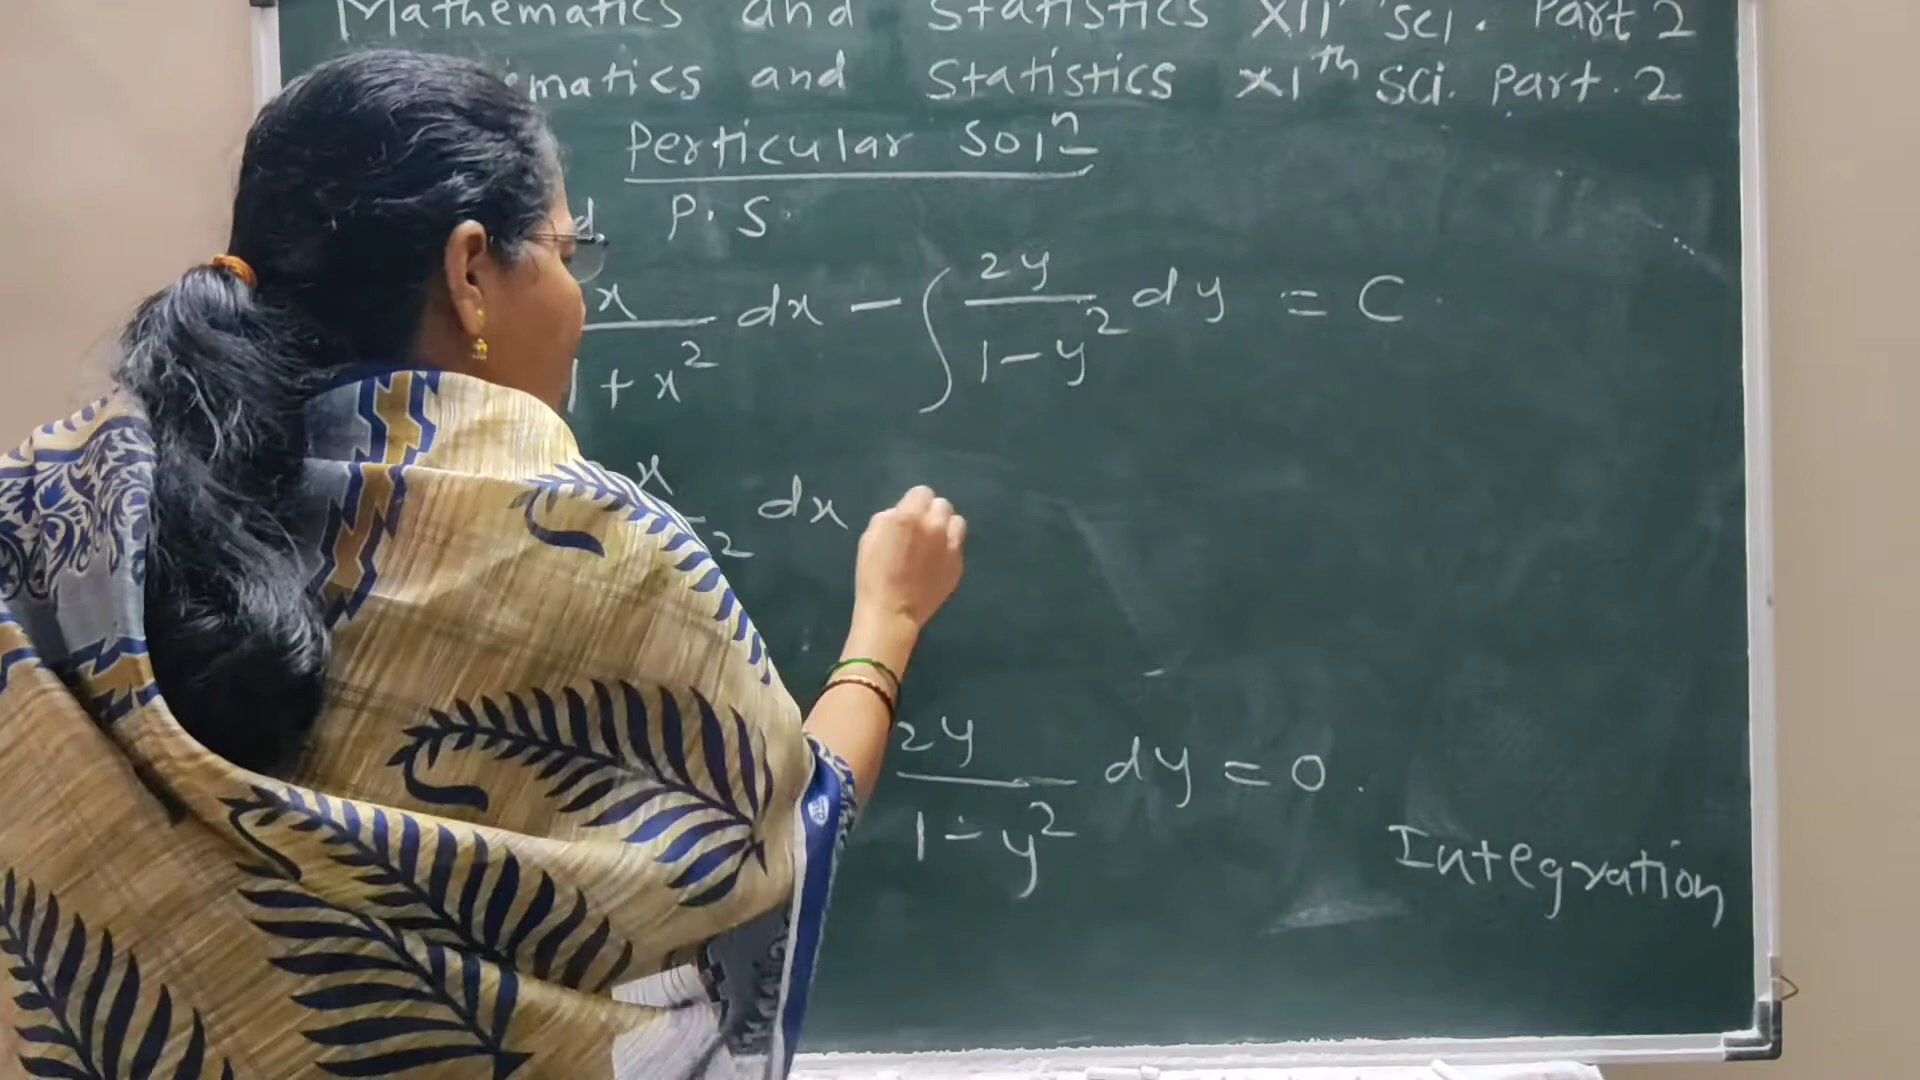 Mathematics and Statistics XII Sci. Part 2
ematics and Statistics XIth Sci. Part. 2
Perticular Solⁿ
d P.S.
x/1+x² dx - ∫ 2y/1-y² dy = C
x/² dx
2y/1-y² dy = 0.
Integration